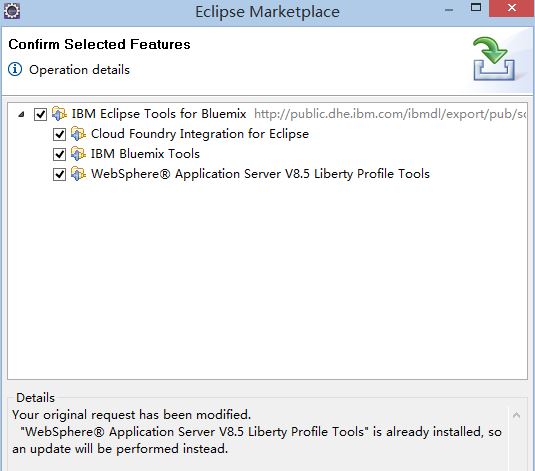 Eclipse Marketplace
Confirm Selected Features
Operation details
IBM Eclipse Tools for Bluemix http://public.dhe.ibm.com/ibmdl/export/pub/so
Cloud Foundry Integration for Eclipse
IBM Bluemix Tools
WebSphere® Application Server V8.5 Liberty Profile Tools
Details
Your original request has been modified.
"WebSphere® Application Server V8.5 Liberty Profile Tools" is already installed, so
an update will be performed instead.